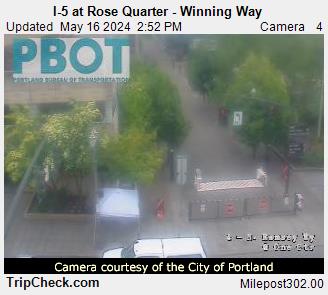 I-5 at Rose Quarter - Winning Way
Updated May 16 2024 2:52 PM Camera 4
PBOT
PORTLAND BUREAU OF TRANSPORTATION
Camera courtesy of the City of Portland
TripCheck.com Milepost302.00